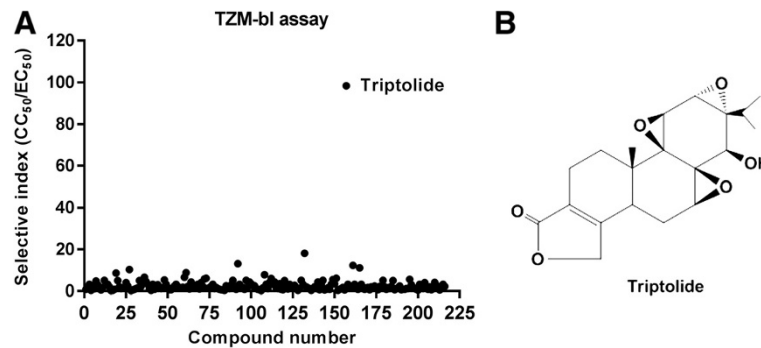 A
TZM-bl assay
Selective index (CC50/EC50)
120
100
80
60
40
20
0
Triptolide
0 25 50 75 100 125 150 175 200 225
Compound number
B
O
O
OH
O
O
O
Triptolide